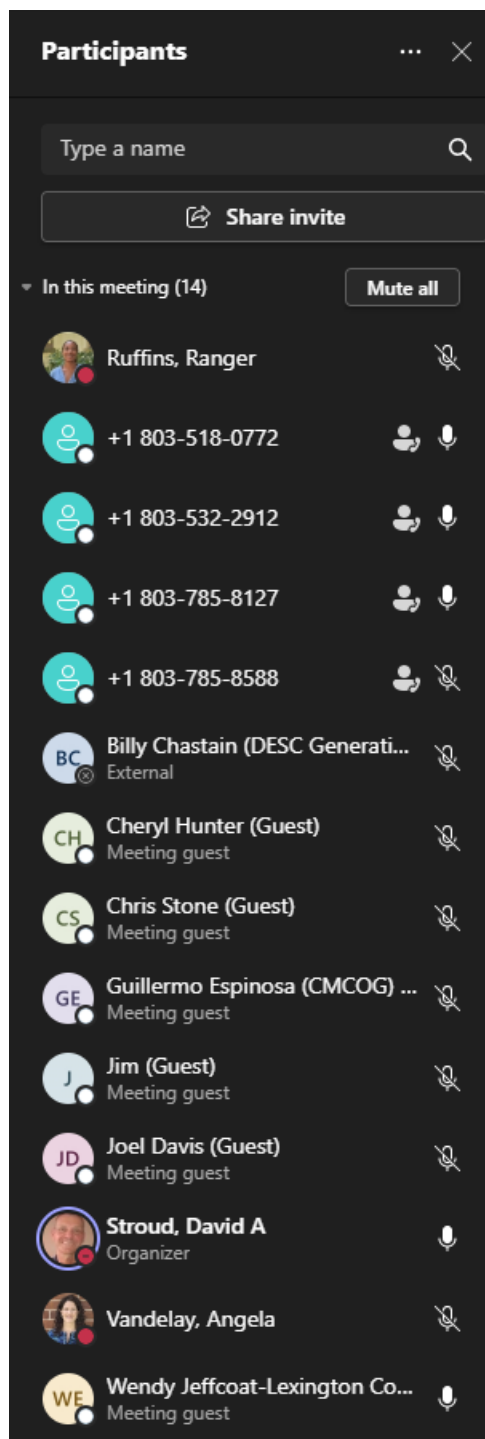 Participants
Type a name
Share invite
In this meeting (14)
Mute all
Ruffins, Ranger
+1 803-518-0772
+1 803-532-2912
+1 803-785-8127
+1 803-785-8588
BC
Billy Chastain (DESC Generati...
External
CH
Cheryl Hunter (Guest)
Meeting guest
CS
Chris Stone (Guest)
Meeting guest
GE
Guillermo Espinosa (CMCOG) ...
Meeting guest
J
Jim (Guest)
Meeting guest
JD
Joel Davis (Guest)
Meeting guest
Stroud, David A
Organizer
Vandelay, Angela
WE
Wendy Jeffcoat-Lexington Co...
Meeting guest